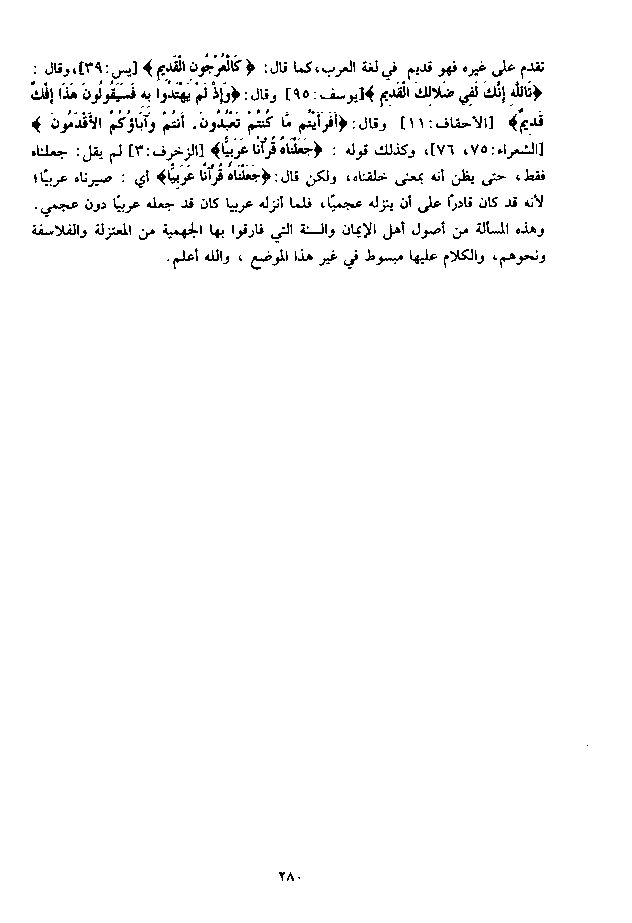 تقدم على غيره فهو قديم في لغة العرب، كما قال: ﴿ كَالْعُرْجُونِ الْقَدِيمِ ﴾ [يس: ٣٩]، وقال :
﴿ تَاللَّهِ إِنَّكَ لَفِي ضَلَالِكَ الْقَدِيمِ ﴾ [يوسف: ٩٥] وقال: ﴿وَإِذْ لَمْ يَهْتَدُوا بِهِ فَسَيَقُولُونَ هَذَا إِفْكٌ
قَدِيمٌ﴾ [الأحقاف: ١١] وقال: ﴿أَفَرَأَيْتُم مَّا كُنتُمْ تَعْبُدُونَ. أَنتُمْ وَآبَاؤُكُمُ الأَقْدَمُونَ ﴾
[الشعراء: ٧٥، ٧٦]، وكذلك قوله : ﴿جَعَلْنَاهُ قُرْآنًا عَرَبِيًّا﴾ [الزخرف: ٣] لم يقل: جعلناه
فقط، حتى يظن أنه بمعنى خلقناه، ولكن قال: ﴿جَعَلْنَاهُ قُرْآنًا عَرَبِيًّا﴾ أي : صيرناه عربيًا؛
لأنه قد كان قادرًا على أن ينزله عجميًا، فلما أنزله عربيا كان قد جعله عربيًا دون عجمي.
وهذه المسألة من أصول أهل الإيمان والسنة التي فارقوا بها الجهمية من المعتزلة والفلاسفة
ونحوهم، والكلام عليها مبسوط في غير هذا الموضع ، والله أعلم.
٢٨٠